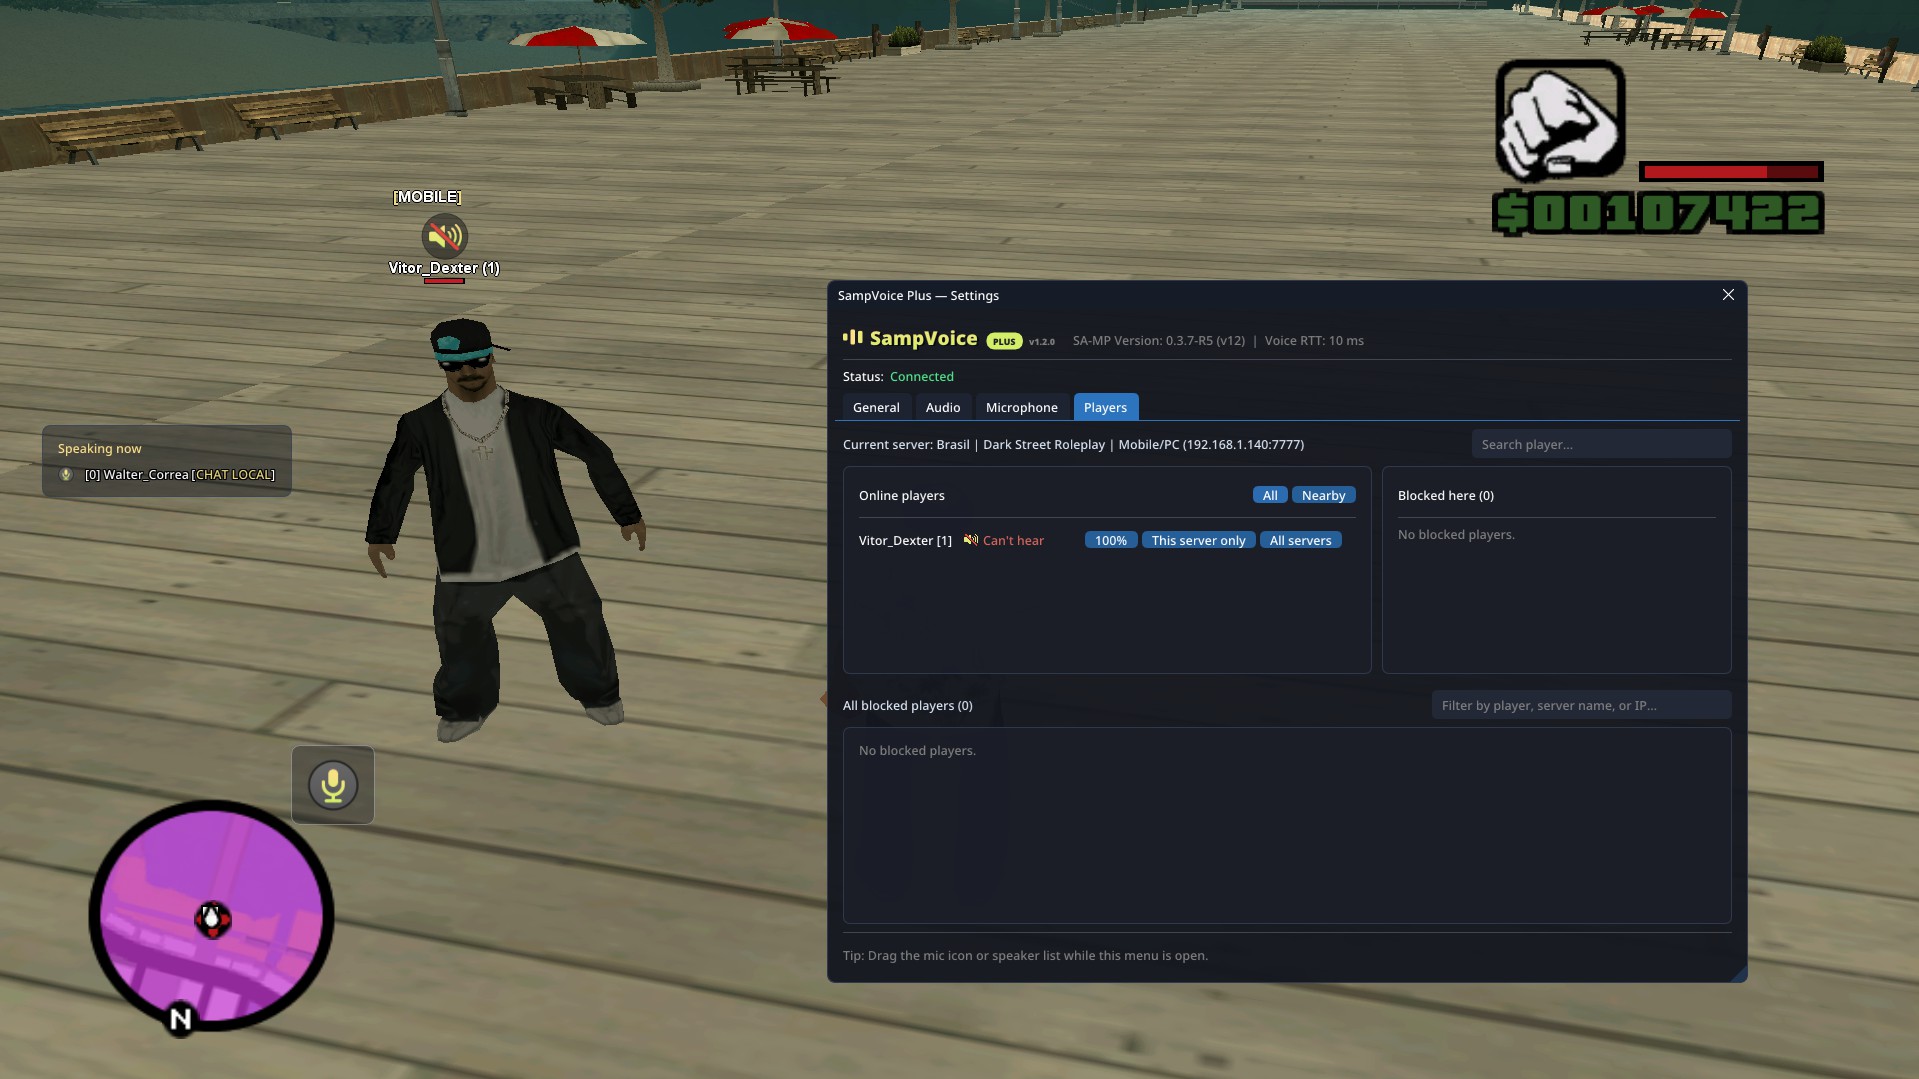 [MOBILE]
Vitor_Dexter (1)
$00107422
Speaking now
[0] Walter_Correa [CHAT LOCAL]
N
SampVoice Plus — Settings
SampVoice PLUS v1.2.0 SA-MP Version: 0.3.7-R5 (v12) | Voice RTT: 10 ms
Status: Connected
General Audio Microphone Players
Current server: Brasil | Dark Street Roleplay | Mobile/PC (192.168.1.140:7777) Search player...
Online players All Nearby
Vitor_Dexter [1] Can't hear 100% This server only All servers
Blocked here (0)
No blocked players.
All blocked players (0) Filter by player, server name, or IP...
No blocked players.
Tip: Drag the mic icon or speaker list while this menu is open.